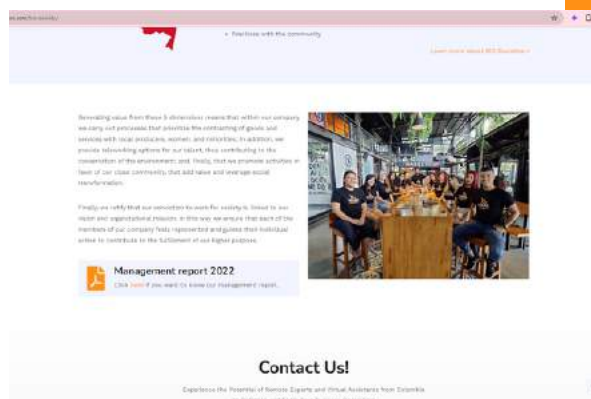 • Practices with the community
Learn more about BIC Societies >
Generating value from these 5 dimensions means that within our company
we carry out processes that prioritize the contracting of goods and
services with local producers, women, and minorities. In addition, we
provide teleworking options for our talent, thus contributing to the
conservation of the environment; and, finally, that we promote activities in
favor of our close community, that add value and leverage social
transformation.
Finally, we ratify that our conviction to work for society is linked to our
vision and organizational mission. In this way we ensure that each of the
members of our company feels represented and guides their individual
action to contribute to the fulfillment of our higher purpose.
Management report 2022
Click here if you want to know our management report.
Contact Us!
Experience the Potential of Remote Experts and Virtual Assistants from Colombia